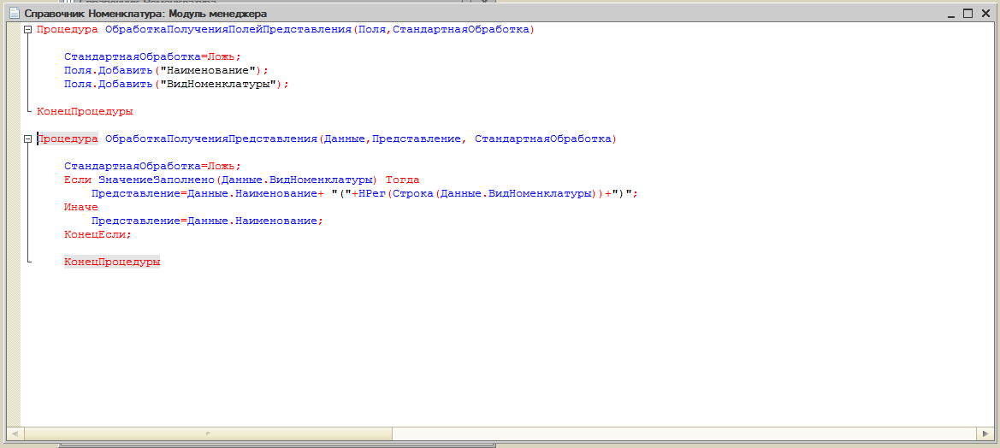 Справочник Номенклатура: Модуль менеджера
Процедура ОбработкаПолученияПолейПредставления(Поля,СтандартнаяОбработка)
СтандартнаяОбработка=Ложь;
Поля.Добавить("Наименование");
Поля.Добавить("ВидНоменклатуры");
КонецПроцедуры
Процедура ОбработкаПолученияПредставления(Данные,Представление, СтандартнаяОбработка)
СтандартнаяОбработка=Ложь;
Если ЗначениеЗаполнено(Данные.ВидНоменклатуры) Тогда
Представление=Данные.Наименование+ "("+НРег(Строка(Данные.ВидНоменклатуры))+")";
Иначе
Представление=Данные.Наименование;
КонецЕсли;
КонецПроцедуры